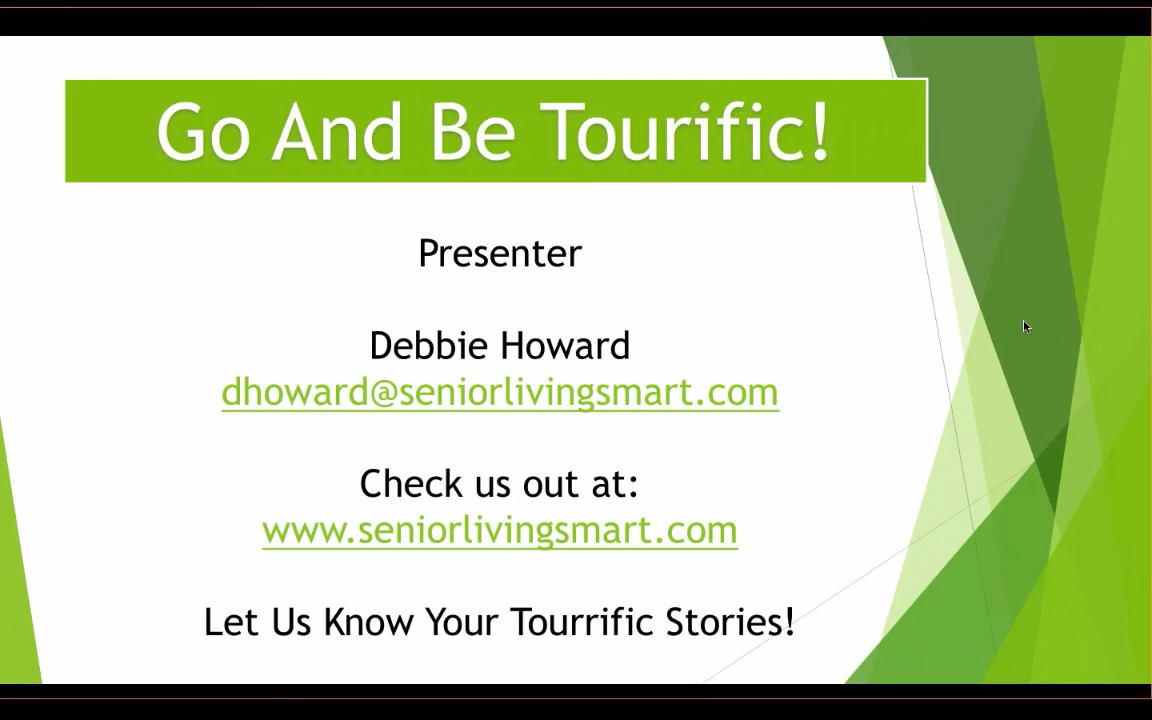 Go And Be Tourific!
Presenter
Debbie Howard
dhoward@seniorlivingsmart.com
Check us out at:
www.seniorlivingsmart.com
Let Us Know Your Tourrific Stories!